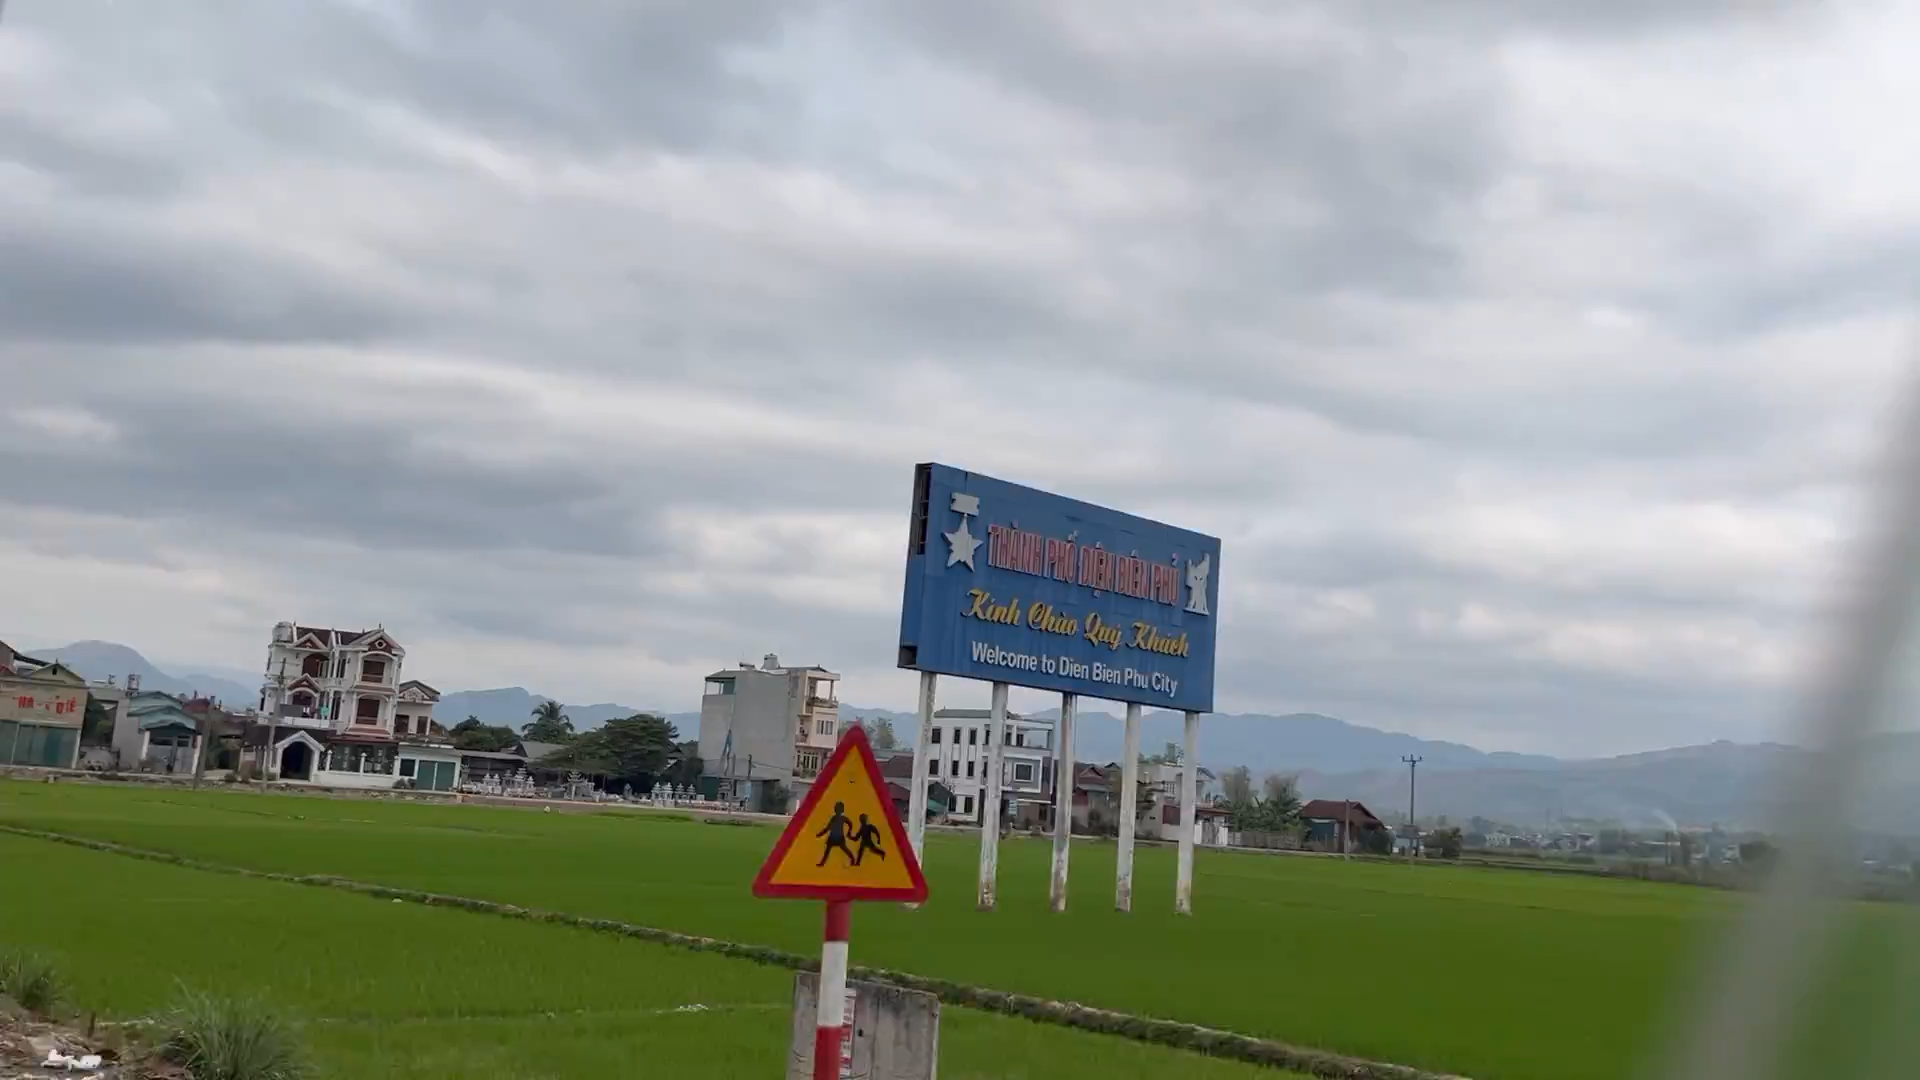 THÀNH PHỐ ĐIỆN BIÊN PHỦ
Kính Chào Quý Khách
Welcome to Dien Bien Phu City